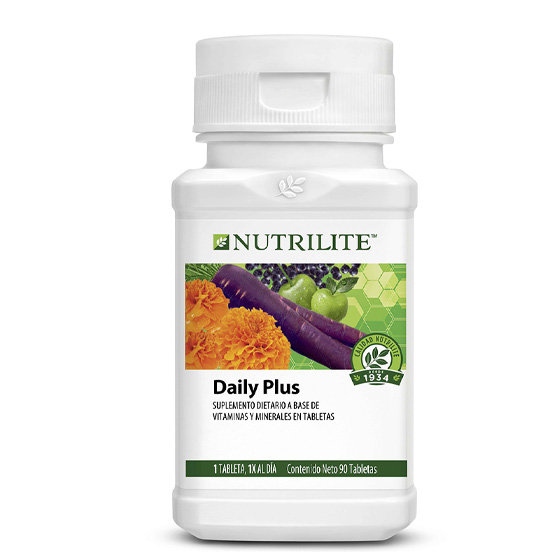 NUTRILITE™
CALIDAD NUTRILITE
DESDE
1934
Daily Plus
SUPLEMENTO DIETARIO A BASE DE
VITAMINAS Y MINERALES EN TABLETAS
1 TABLETA, 1X AL DÍA Contenido Neto 90 Tabletas